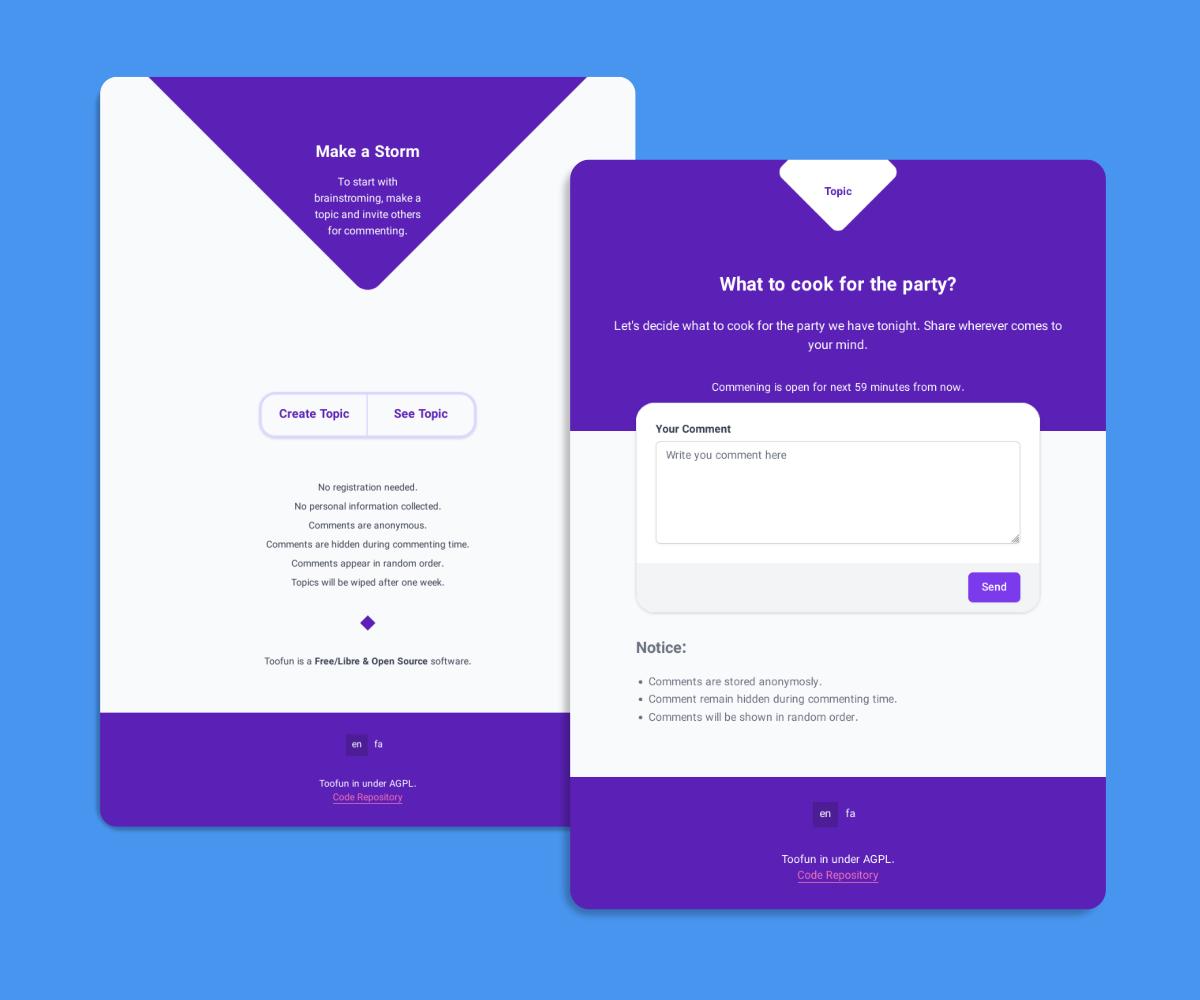 Make a Storm
To start with
brainstroming, make a
topic and invite others
for commenting.
Create Topic
See Topic
No registration needed.
No personal information collected.
Comments are anonymous.
Comments are hidden during commenting time.
Comments appear in random order.
Topics will be wiped after one week.
Toofun is a Free/Libre & Open Source software.
en fa
Toofun in under AGPL.
Code Repository
Topic
What to cook for the party?
Let's decide what to cook for the party we have tonight. Share wherever comes to
your mind.
Commening is open for next 59 minutes from now.
Your Comment
Write you comment here
Send
Notice:
• Comments are stored anonymosly.
• Comment remain hidden during commenting time.
• Comments will be shown in random order.
en fa
Toofun in under AGPL.
Code Repository